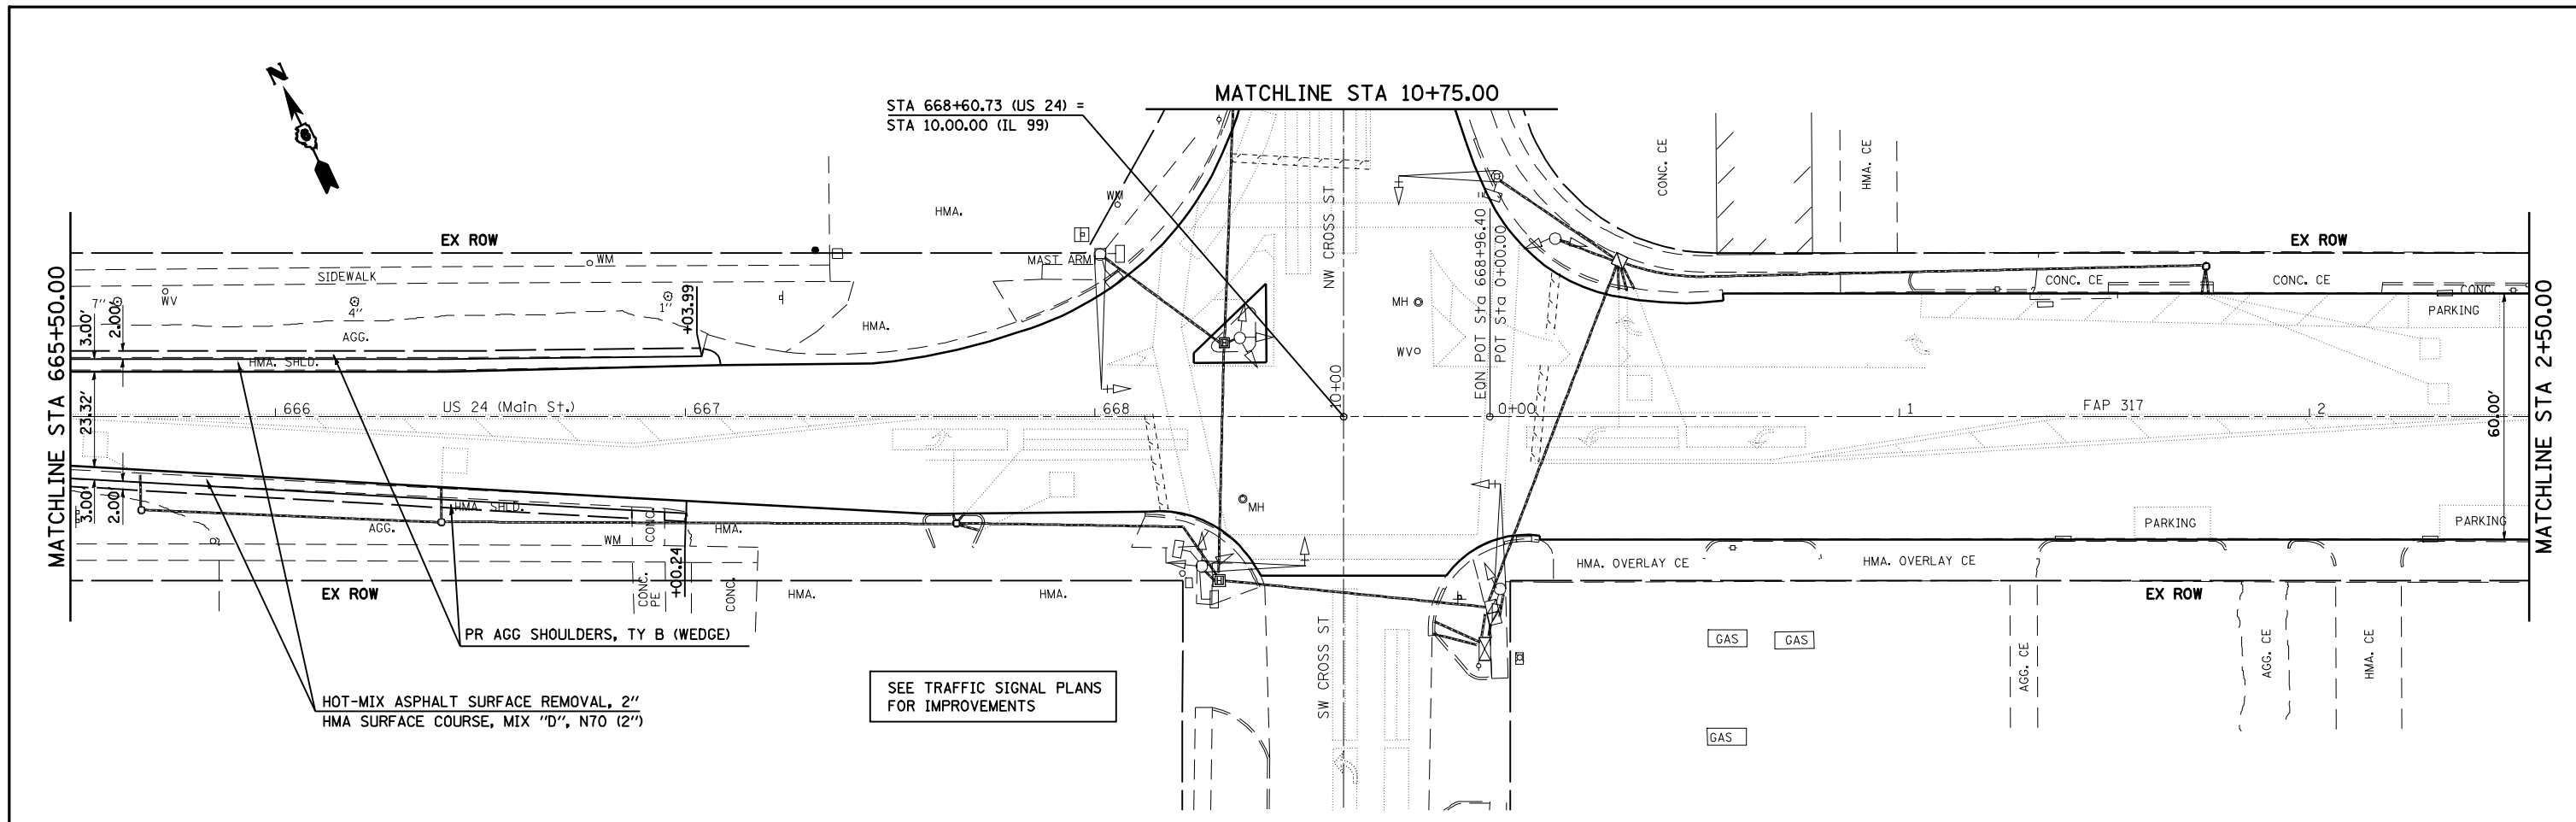 N
MATCHLINE STA 10+75.00
STA 668+60.73 (US 24) =
STA 10.00.00 (IL 99)
EX ROW
HMA.
WM
CONC. CE
HMA. CE
EX ROW
SIDEWALK
WM
MAST ARM
WV
7"
4"
1"
+03.99
AGG.
HMA.
3.00'
2.00'
HMA. SHLD.
MATCHLINE STA 665+50.00
23.32'
666
US 24 (Main St.)
667
668
NW CROSS ST
10+00
MH
WV
EQN POT Sta 668+96.40
POT Sta 0+00.00
0+00
1
FAP 317
2
CONC. CE
CONC. CE
CONC.
PARKING
60.00'
MATCHLINE STA 2+50.00
MH
3.00'
2.00'
HMA. SHLD.
AGG.
WM
CONC.
HMA.
CONC.
PE
+00.24
CONC.
HMA.
HMA.
EX ROW
PARKING
PARKING
HMA. OVERLAY CE
HMA. OVERLAY CE
EX ROW
PR AGG SHOULDERS, TY B (WEDGE)
HOT-MIX ASPHALT SURFACE REMOVAL, 2"
HMA SURFACE COURSE, MIX "D", N70 (2")
SEE TRAFFIC SIGNAL PLANS
FOR IMPROVEMENTS
SW CROSS ST
GAS
GAS
GAS
AGG. CE
AGG. CE
HMA. CE